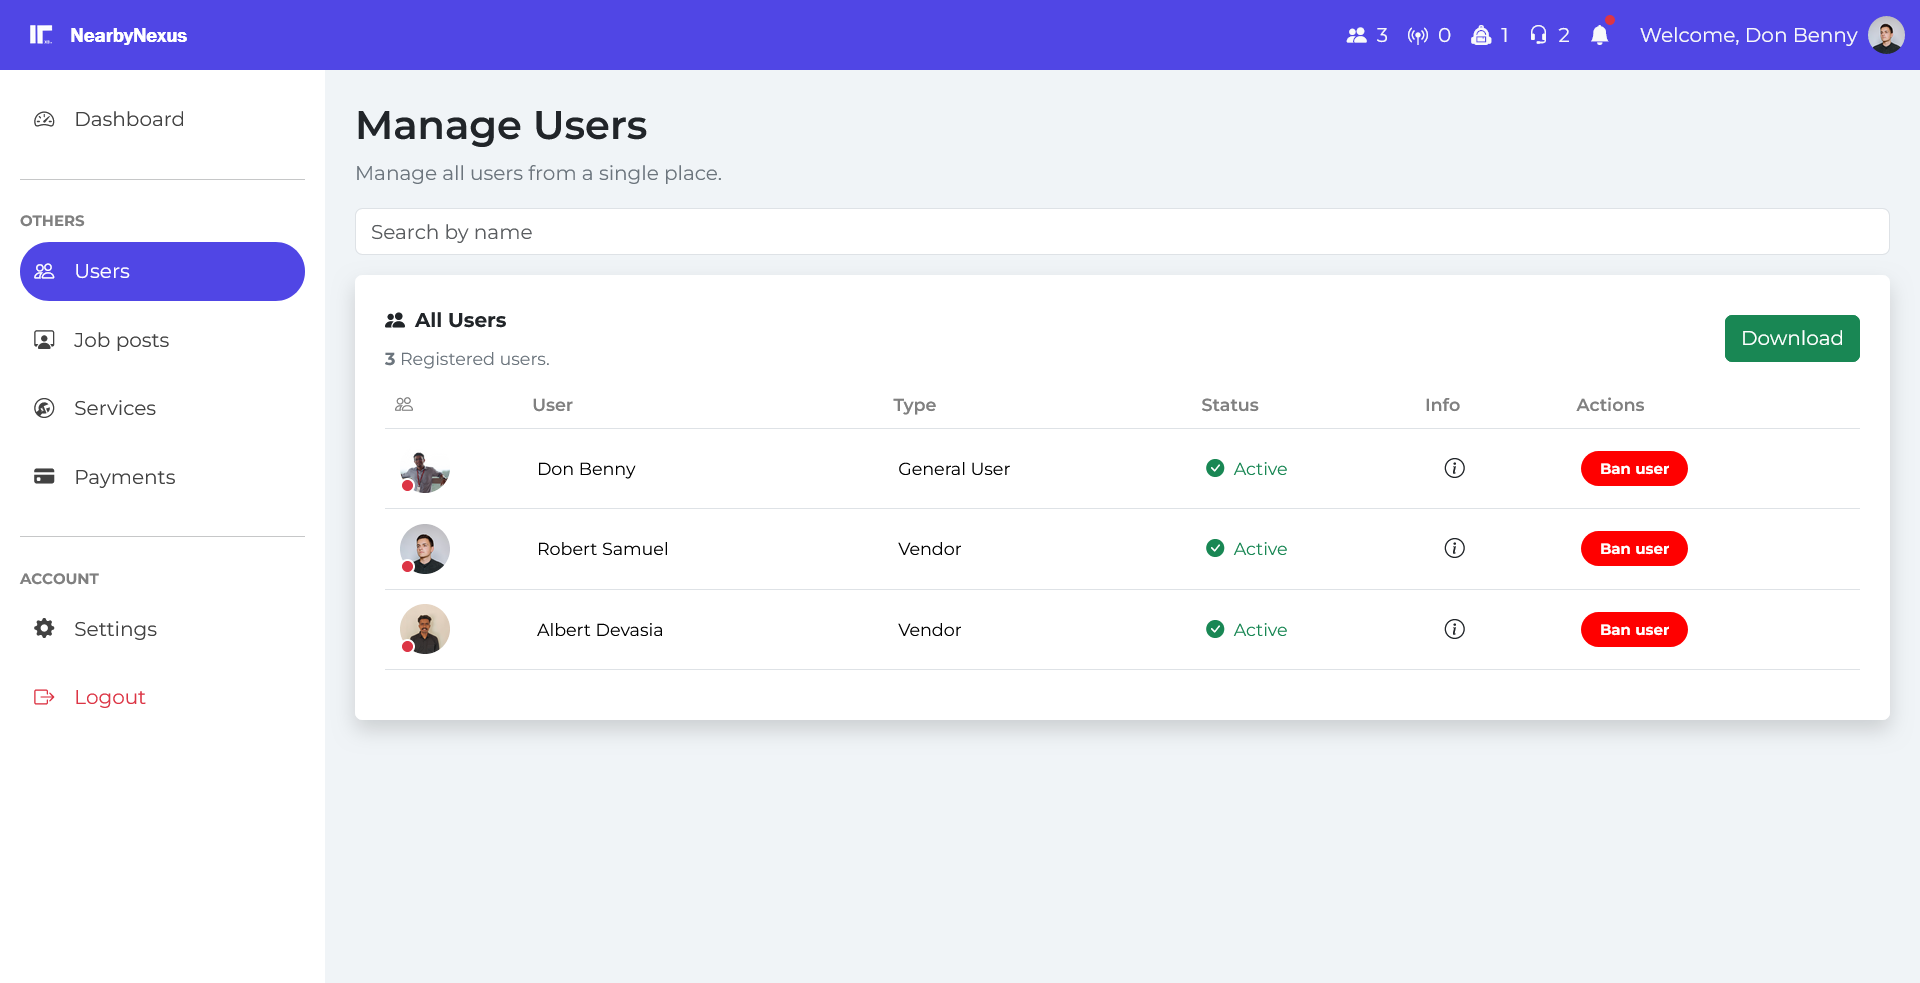 NearbyNexus
3 0 1 2 Welcome, Don Benny
Dashboard
OTHERS
Users
Job posts
Services
Payments
ACCOUNT
Settings
Logout
Manage Users
Manage all users from a single place.
Search by name
All Users
3 Registered users.
Download
User Type Status Info Actions
Don Benny General User Active Ban user
Robert Samuel Vendor Active Ban user
Albert Devasia Vendor Active Ban user